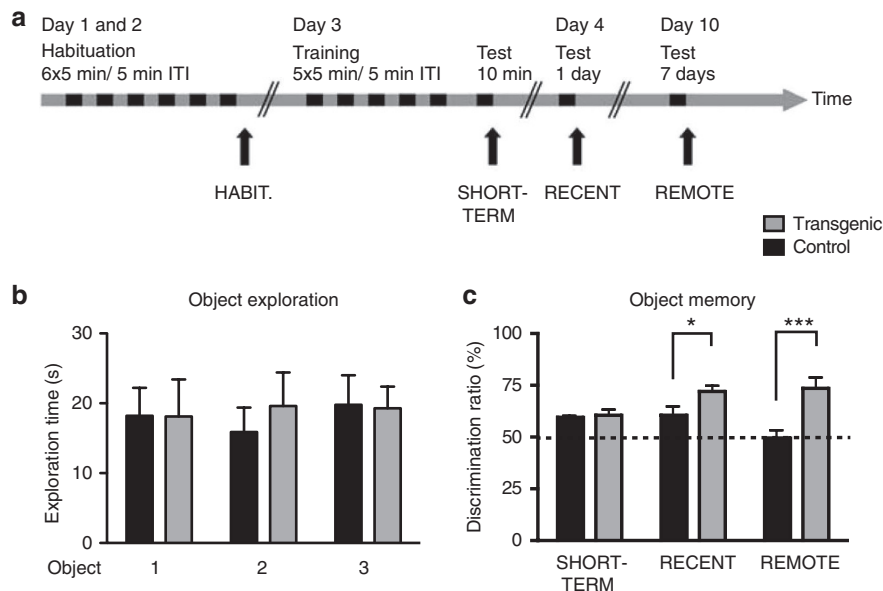 a
Day 1 and 2
Habituation
6x5 min/ 5 min ITI
Day 3
Training
5x5 min/ 5 min ITI
Test
10 min
Day 4
Test
1 day
Day 10
Test
7 days
Time
HABIT.
SHORT-
TERM
RECENT
REMOTE
Transgenic
Control
b
Object exploration
Exploration time (s)
30
20
10
0
Object 1 2 3
c
Object memory
Discrimination ratio (%)
100
75
50
25
0
* ***
SHORT-
TERM
RECENT
REMOTE